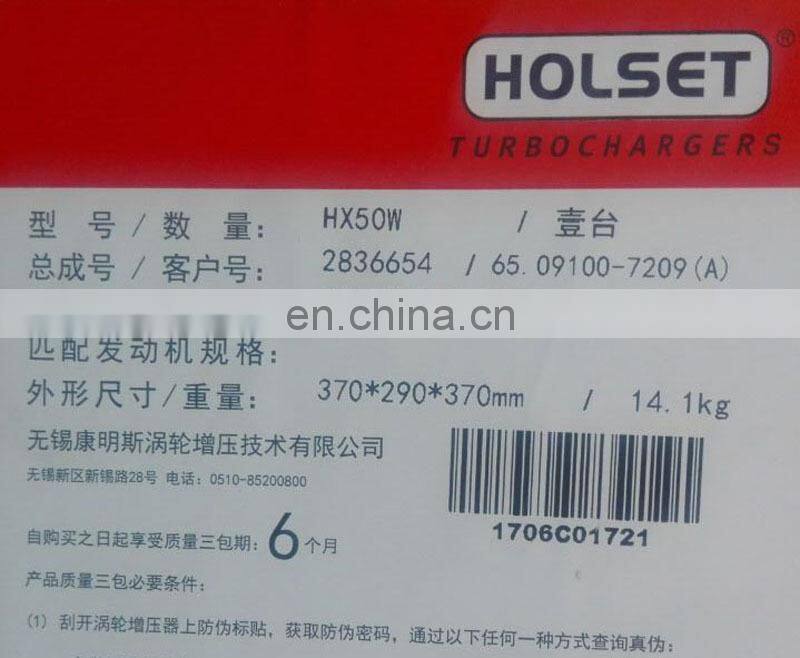 HOLSET®
TURBOCHARGERS
型 号 / 数 量: HX50W / 壹台
总成号 / 客户号: 2836654 / 65.09100-7209(A)
en.china.cn
匹配发动机规格:
外形尺寸/重量: 370*290*370mm / 14.1kg
无锡康明斯涡轮增压技术有限公司
无锡新区新锡路28号 电话: 0510-85200800
1706C01721
自购买之日起享受质量三包期: 6个月
产品质量三包必要条件:
(1) 刮开涡轮增压器上防伪标贴, 获取防伪密码, 通过以下任何一种方式查询真伪: